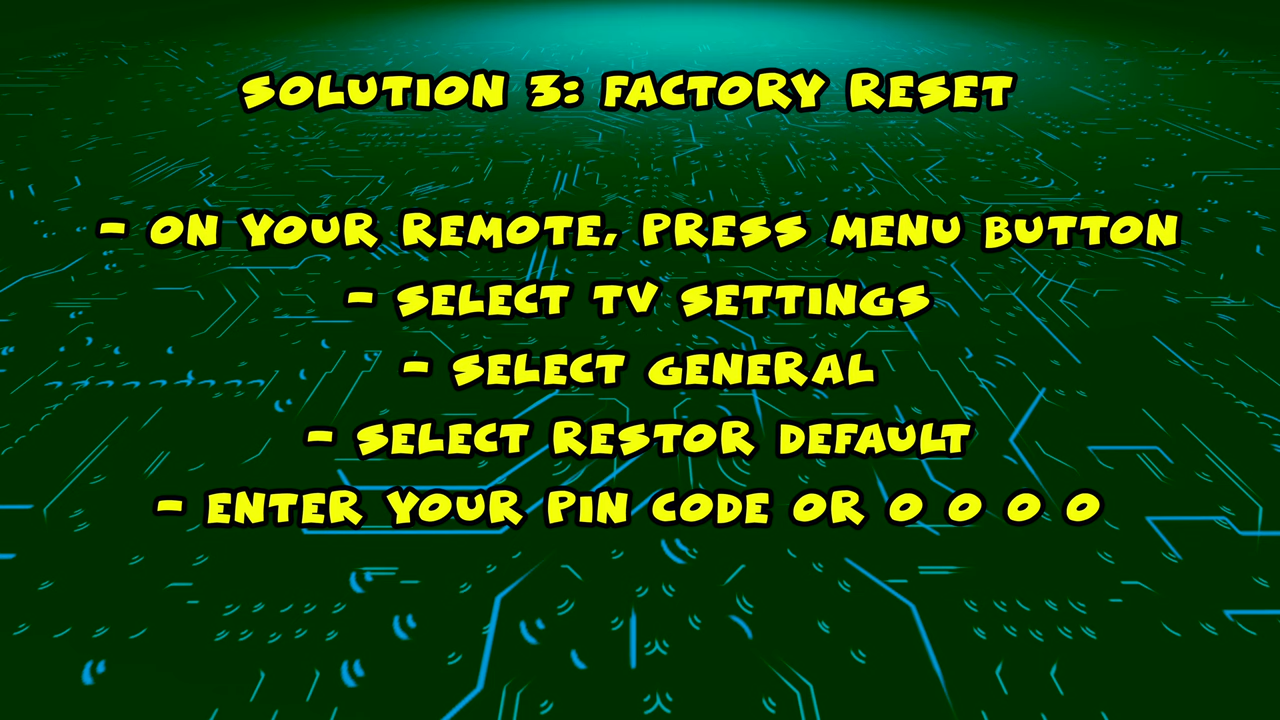 SOLUTION 3: FACTORY RESET
- ON YOUR REMOTE, PRESS MENU BUTTON
- SELECT TV SETTINGS
- SELECT GENERAL
- SELECT RESTOR DEFAULT
- ENTER YOUR PIN CODE OR 0 0 0 0